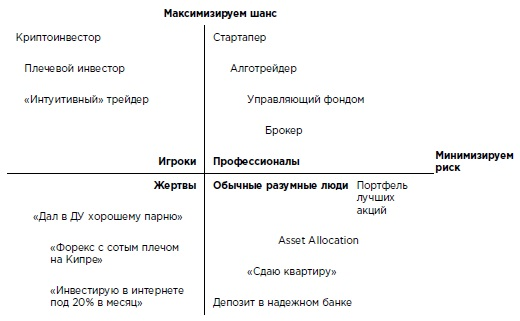 Максимизируем шанс
Криптоинвестор
Плечевой инвестор
«Интуитивный» трейдер
Стартапер
Алготрейдер
Управляющий фондом
Брокер
Игроки
Профессионалы
Минимизируем
риск
Жертвы
«Дал в ДУ хорошему парню»
«Форекс с сотым плечом
на Кипре»
«Инвестирую в интернете
под 20% в месяц»
Обычные разумные люди
Портфель
лучших
акций
Asset Allocation
«Сдаю квартиру»
Депозит в надежном банке